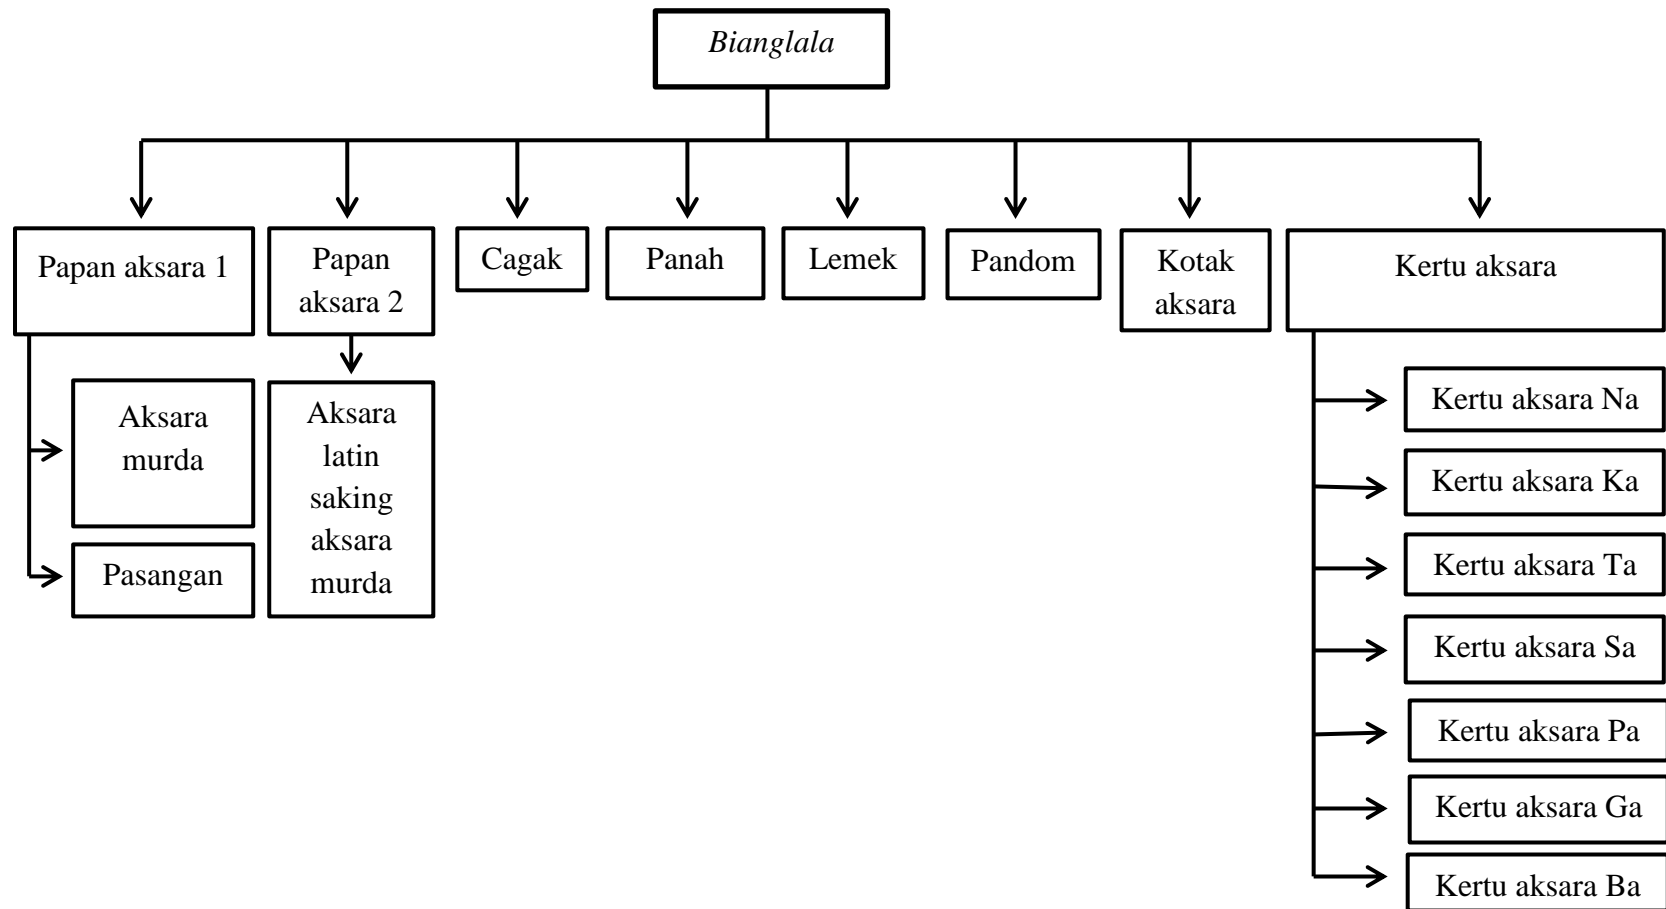 Bianglala
Papan aksara 1
Papan
aksara 2
Cagak
Panah
Lemek
Pandom
Kotak
aksara
Kertu aksara
Aksara
murda
Pasangan
Aksara
latin
saking
aksara
murda
Kertu aksara Na
Kertu aksara Ka
Kertu aksara Ta
Kertu aksara Sa
Kertu aksara Pa
Kertu aksara Ga
Kertu aksara Ba